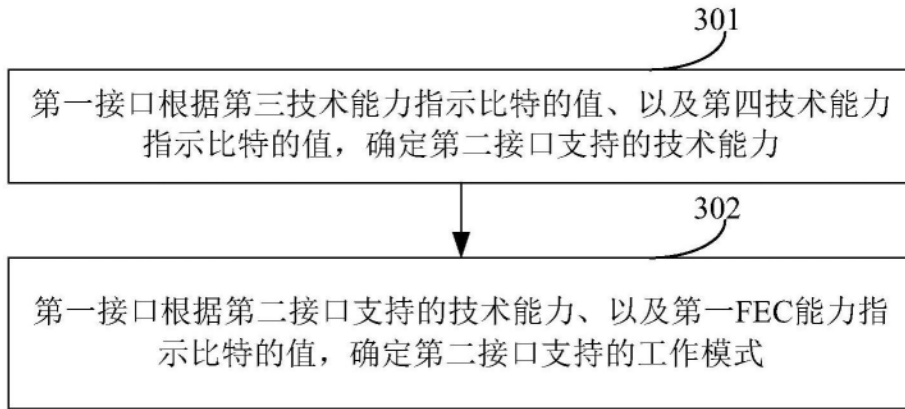 301
第一接口根据第三技术能力指示比特的值、以及第四技术能力
指示比特的值，确定第二接口支持的技术能力
302
第一接口根据第二接口支持的技术能力、以及第一FEC能力指
示比特的值，确定第二接口支持的工作模式